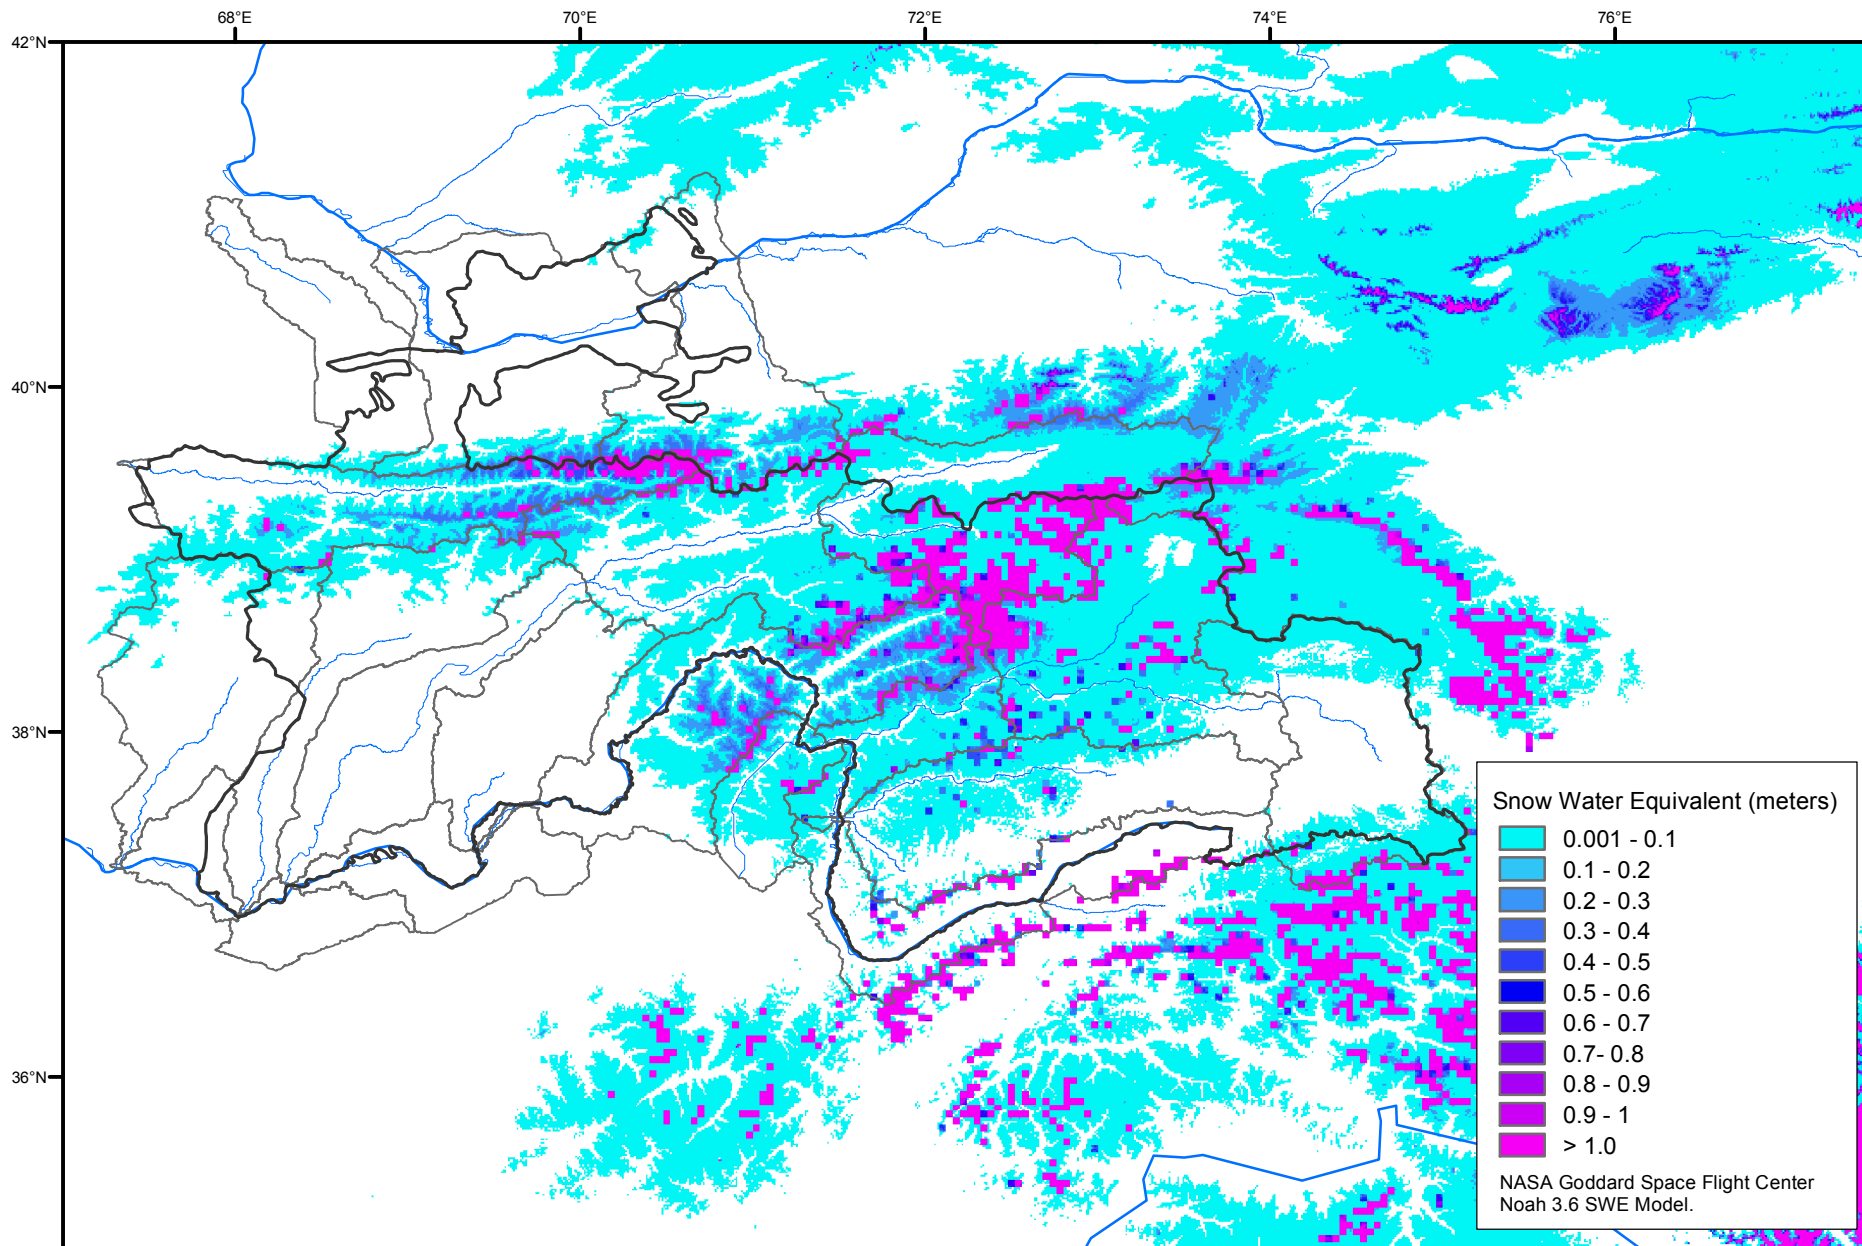 68°E
70°E
72°E
74°E
76°E
42°N
40°N
38°N
36°N
Snow Water Equivalent (meters)
0.001 - 0.1
0.1 - 0.2
0.2 - 0.3
0.3 - 0.4
0.4 - 0.5
0.5 - 0.6
0.6 - 0.7
0.7- 0.8
0.8 - 0.9
0.9 - 1
> 1.0
NASA Goddard Space Flight Center
Noah 3.6 SWE Model.